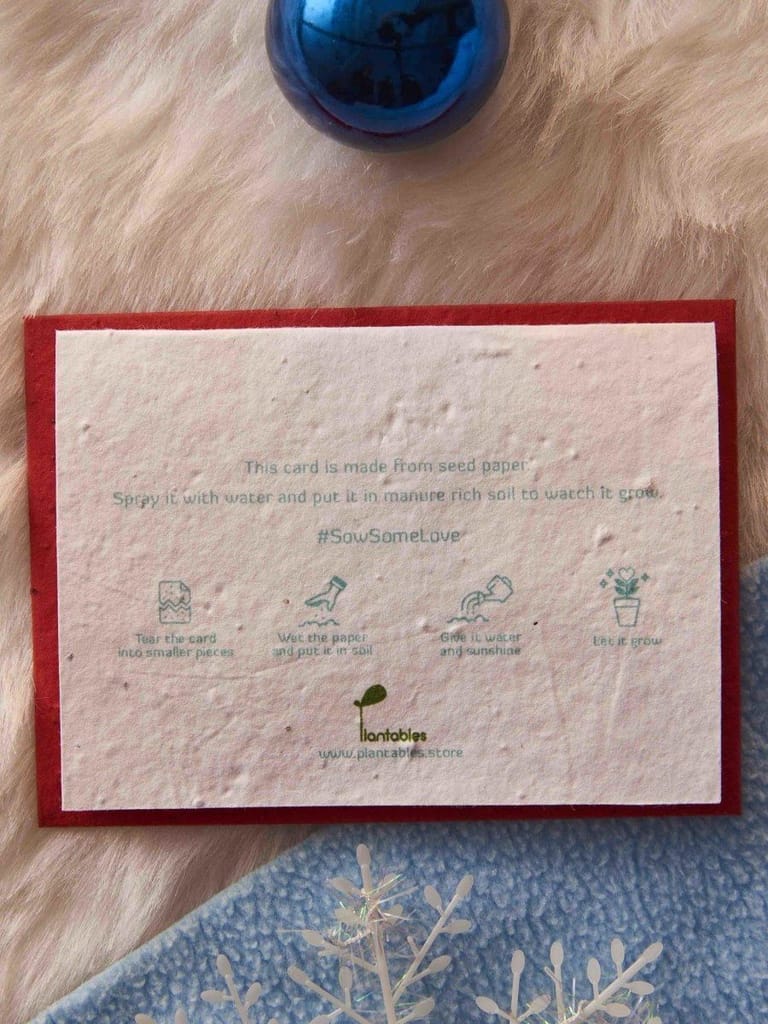 This card is made from seed paper.
Spray it with water and put it in manure rich soil to watch it grow.
#SowSomeLove
Tear the card
into smaller pieces
Wet the paper
and put it in soil
Give it water
and sunshine
Let it grow
Plantables
www.plantables.store